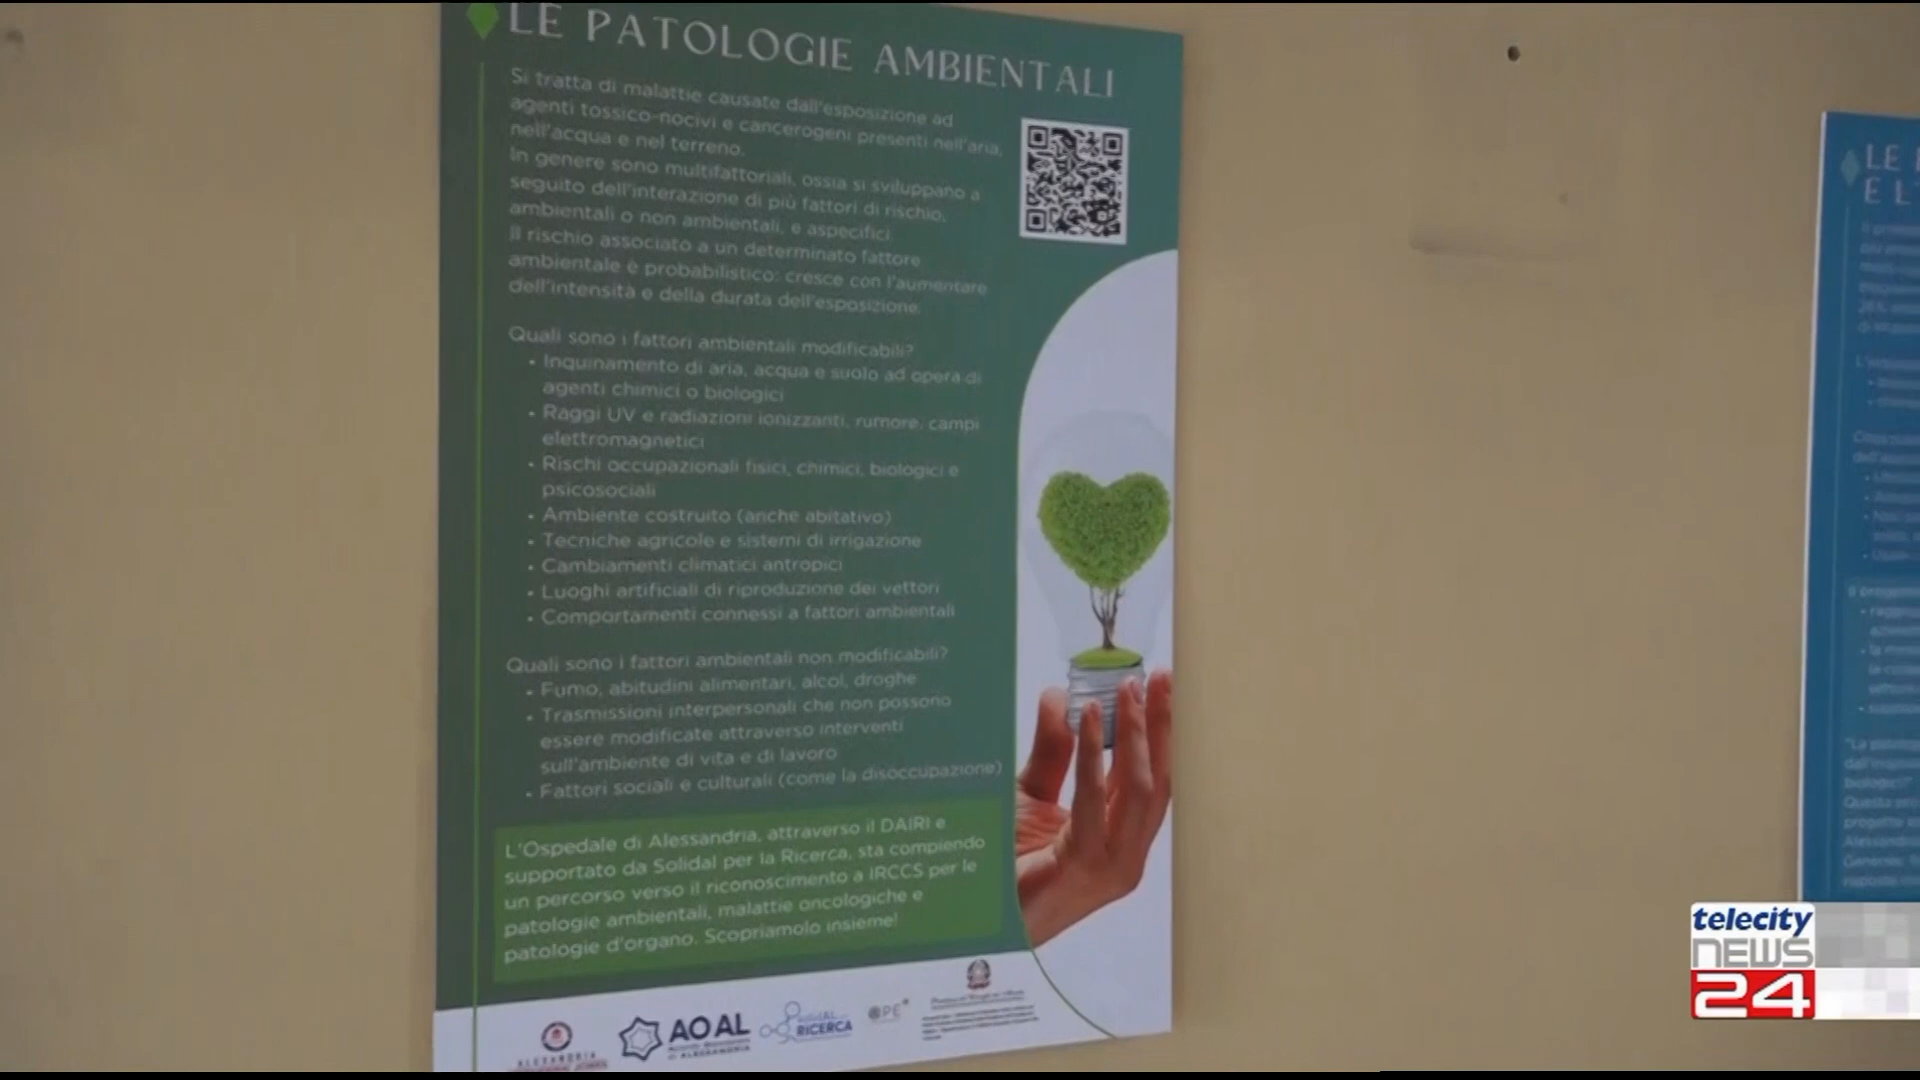 LE PATOLOGIE AMBIENTALI
Si tratta di malattie causate dall'esposizione ad
agenti tossico-nocivi e cancerogeni presenti nell'aria,
nell'acqua e nel terreno.
In genere sono multifattoriali, ossia si sviluppano a
seguito dell'interazione di più fattori di rischio,
ambientali o non ambientali, e aspecifici.
Il rischio associato a un determinato fattore
ambientale è probabilistico: cresce con l'aumentare
dell'intensità e della durata dell'esposizione.
Quali sono i fattori ambientali modificabili?
• Inquinamento di aria, acqua e suolo ad opera di
agenti chimici o biologici
• Raggi UV e radiazioni ionizzanti, rumore, campi
elettromagnetici
• Rischi occupazionali fisici, chimici, biologici e
psicosociali
• Ambiente costruito (anche abitativo)
• Tecniche agricole e sistemi di irrigazione
• Cambiamenti climatici antropici
• Luoghi artificiali di riproduzione dei vettori
• Comportamenti connessi a fattori ambientali
Quali sono i fattori ambientali non modificabili?
• Fumo, abitudini alimentari, alcol, droghe
• Trasmissioni interpersonali che non possono
essere modificate attraverso interventi
sull'ambiente di vita e di lavoro
• Fattori sociali e culturali (come la disoccupazione)
L'Ospedale di Alessandria, attraverso il DAIRI e
supportato da Solidal per la Ricerca, sta compiendo
un percorso verso il riconoscimento a IRCCS per le
patologie ambientali, malattie oncologiche e
patologie d'organo. Scopriamolo insieme!
ALESSANDRIA
AO AL
di ALESSANDRIA
RICERCA
LE
E L'
Il proget
telecity
NEWS
24